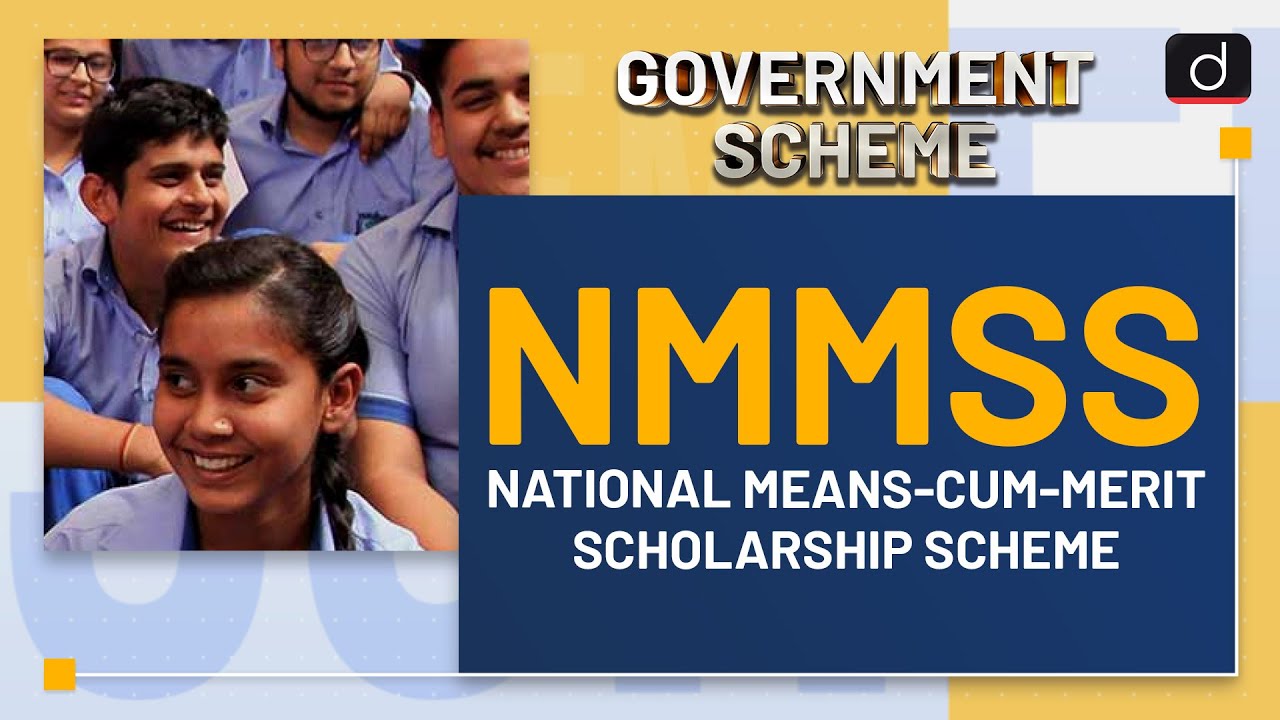 GOVERNMENT
SCHEME
d
NMMSS
NATIONAL MEANS-CUM-MERIT
SCHOLARSHIP SCHEME